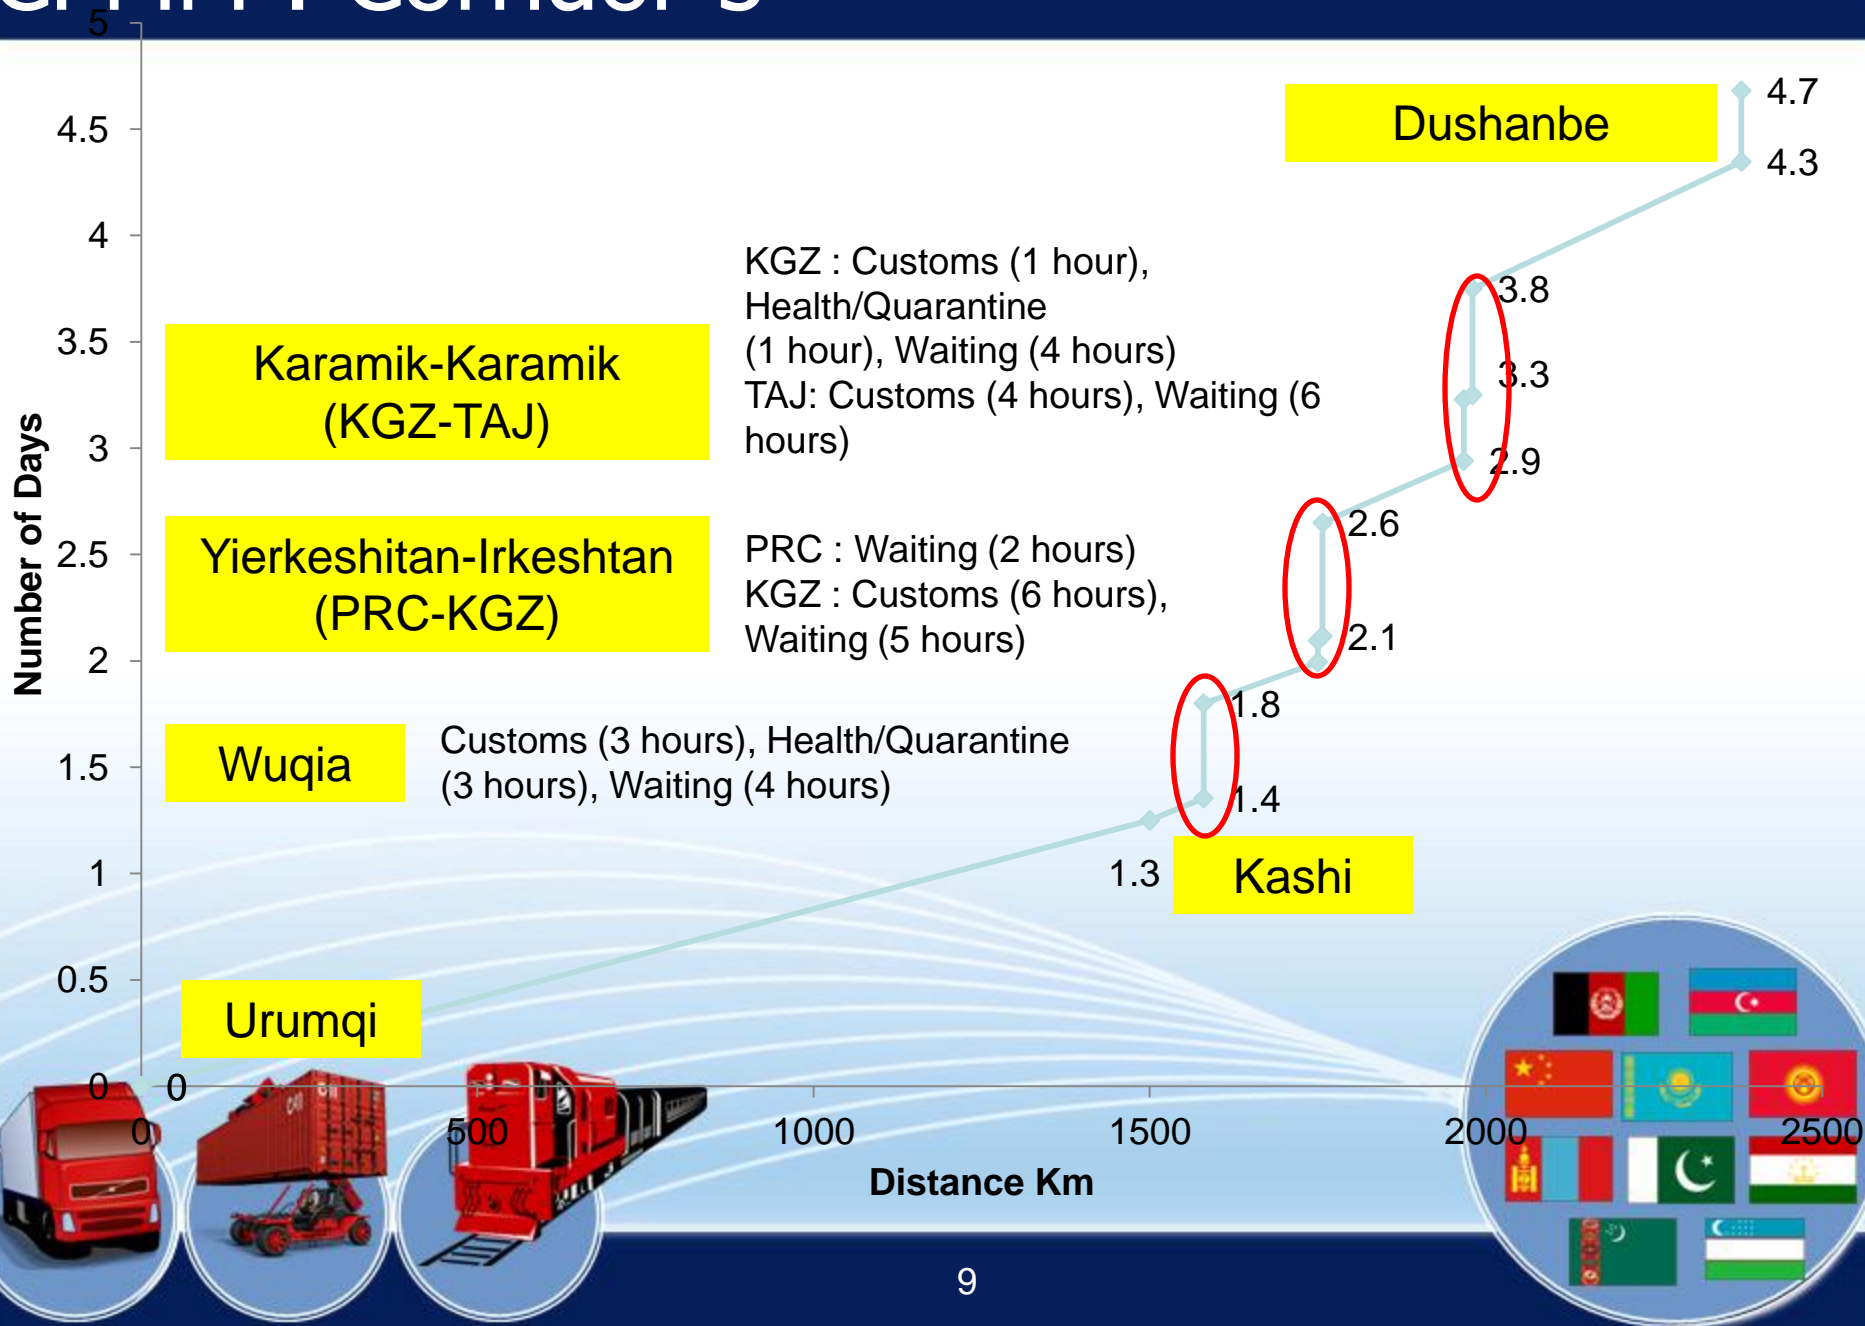 Corridor 5
5
4.5
4
3.5
3
2.5
2
1.5
1
0.5
0
Number of Days
Dushanbe
4.7
4.3
KGZ : Customs (1 hour),
Health/Quarantine
(1 hour), Waiting (4 hours)
TAJ: Customs (4 hours), Waiting (6
hours)
Karamik-Karamik
(KGZ-TAJ)
3.8
3.3
2.9
Yierkeshitan-Irkeshtan
(PRC-KGZ)
PRC : Waiting (2 hours)
KGZ : Customs (6 hours),
Waiting (5 hours)
2.6
2.1
Wuqia
Customs (3 hours), Health/Quarantine
(3 hours), Waiting (4 hours)
1.8
1.4
1.3
Kashi
Urumqi
0
0
500
1000
1500
2000
2500
Distance Km
9